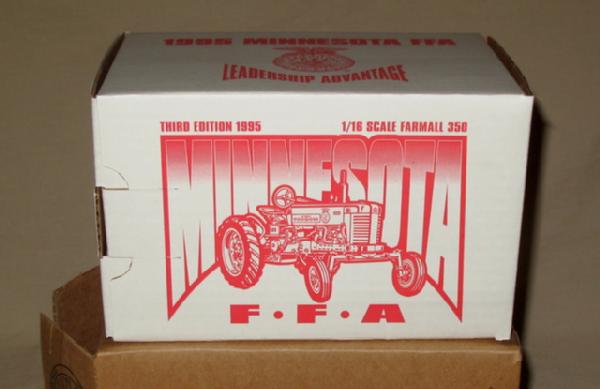 1995 MINNESOTA FFA
LEADERSHIP ADVANTAGE
THIRD EDITION 1995 1/16 SCALE FARMALL 350
MINNESOTA
F·F·A